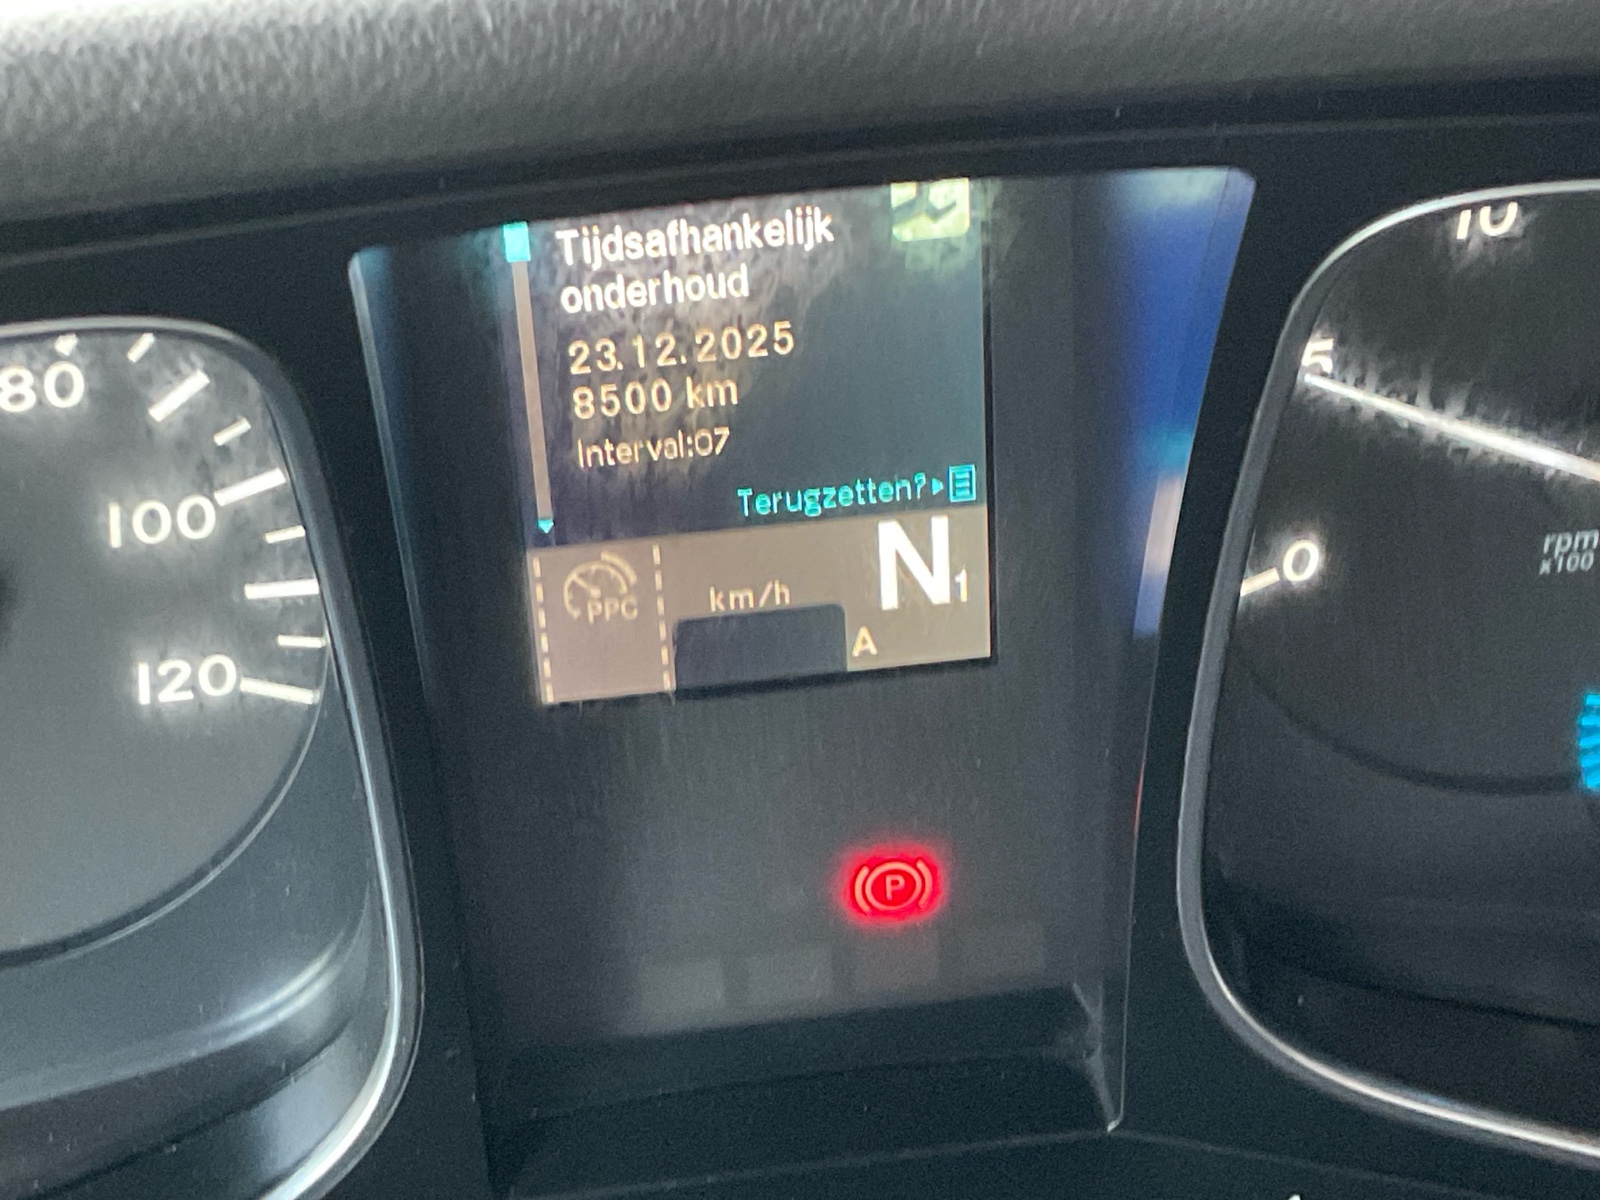 Tijdsafhankelijk
onderhoud
23.12.2025
8500 km
Interval:07
Terugzetten?
PPC
km/h
N1
A
80
100
120
10
5
0
rpm
x100
P